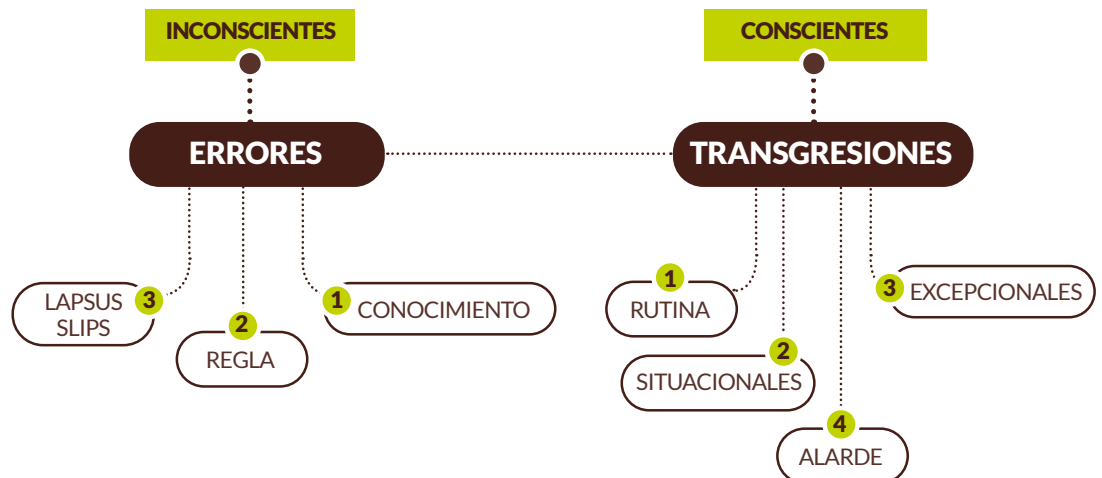 INCONSCIENTES
CONSCIENTES
ERRORES
TRANSGRESIONES
3
LAPSUS
SLIPS
2
REGLA
1
CONOCIMIENTO
1
RUTINA
2
SITUACIONALES
4
ALARDE
3
EXCEPCIONALES